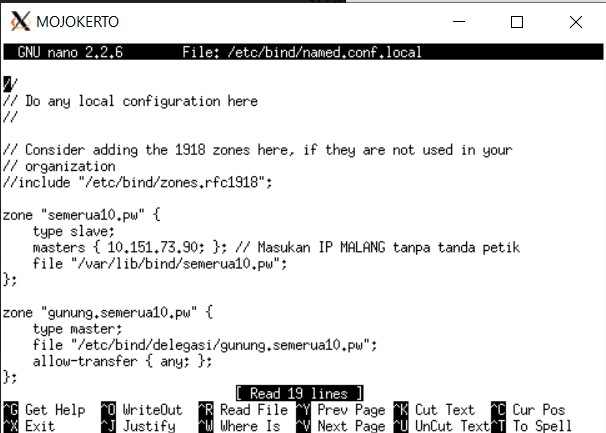 MOJOKERTO
GNU nano 2.2.6 File: /etc/bind/named.conf.local
//
// Do any local configuration here
//
// Consider adding the 1918 zones here, if they are not used in your
// organization
//include "/etc/bind/zones.rfc1918";
zone "semerua10.pw" {
type slave;
masters { 10.151.73.90; }; // Masukan IP MALANG tanpa tanda petik
file "/var/lib/bind/semerua10.pw";
};
zone "gunung.semerua10.pw" {
type master;
file "/etc/bind/delegasi/gunung.semerua10.pw";
allow-transfer { any; };
};
[ Read 19 lines ]
^G Get Help ^O WriteOut ^R Read File ^Y Prev Page ^K Cut Text ^C Cur Pos
^X Exit ^J Justify ^W Where Is ^V Next Page ^U UnCut Text ^T To Spell